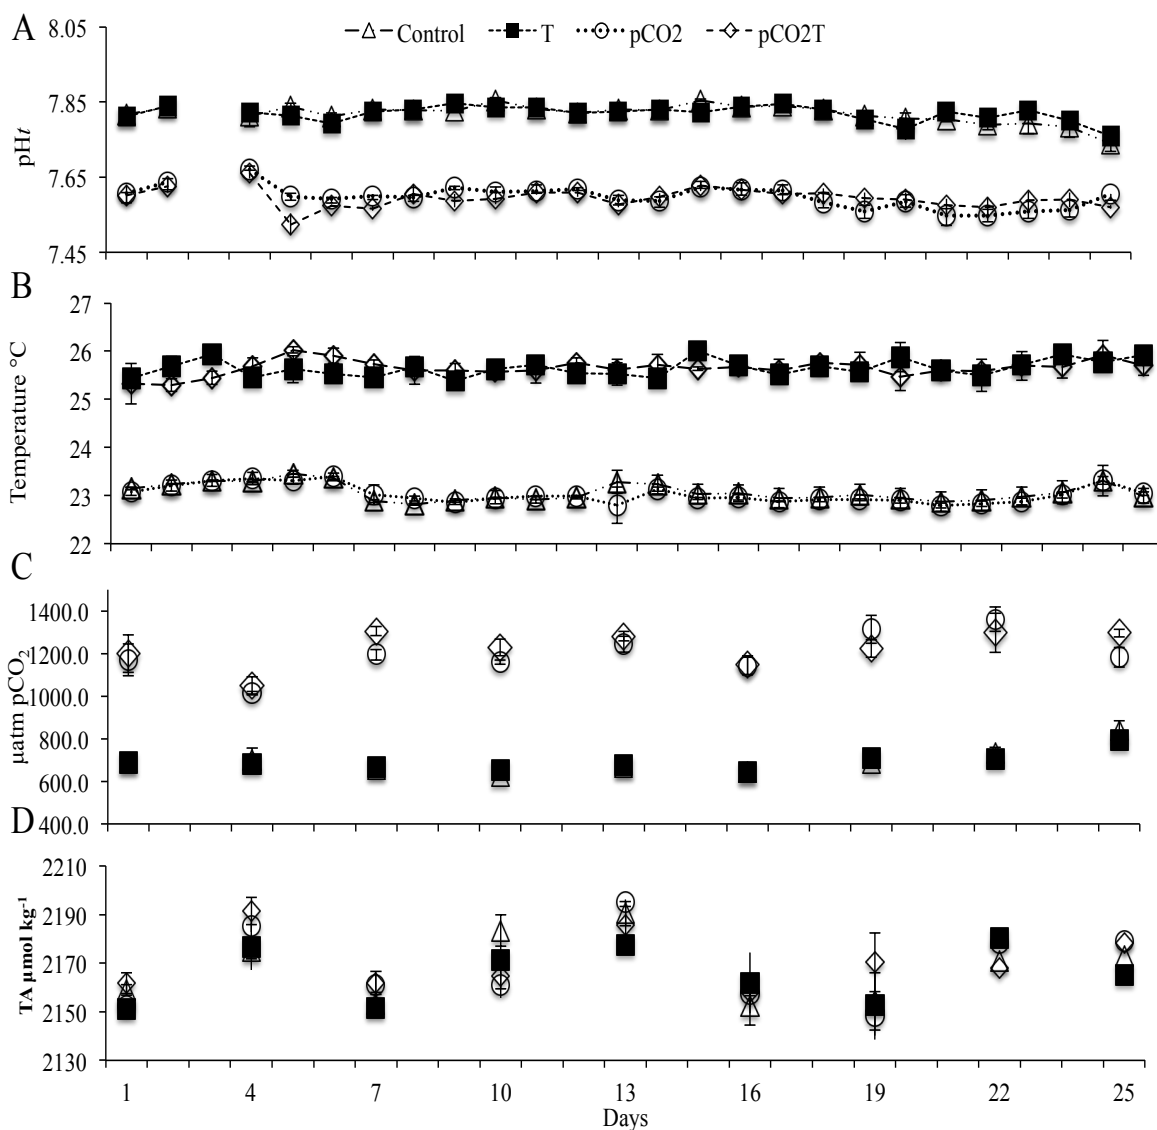 A
8.05
Control T pCO2 pCO2T
7.85
pHt
7.65
7.45
B
27
26
25
Temperature °C
24
23
22
C
1400.0
1200.0
µatm pCO2
1000.0
800.0
600.0
400.0
D
2210
2190
TA µmol kg-1
2170
2150
2130
1 4 7 10 13 16 19 22 25
Days